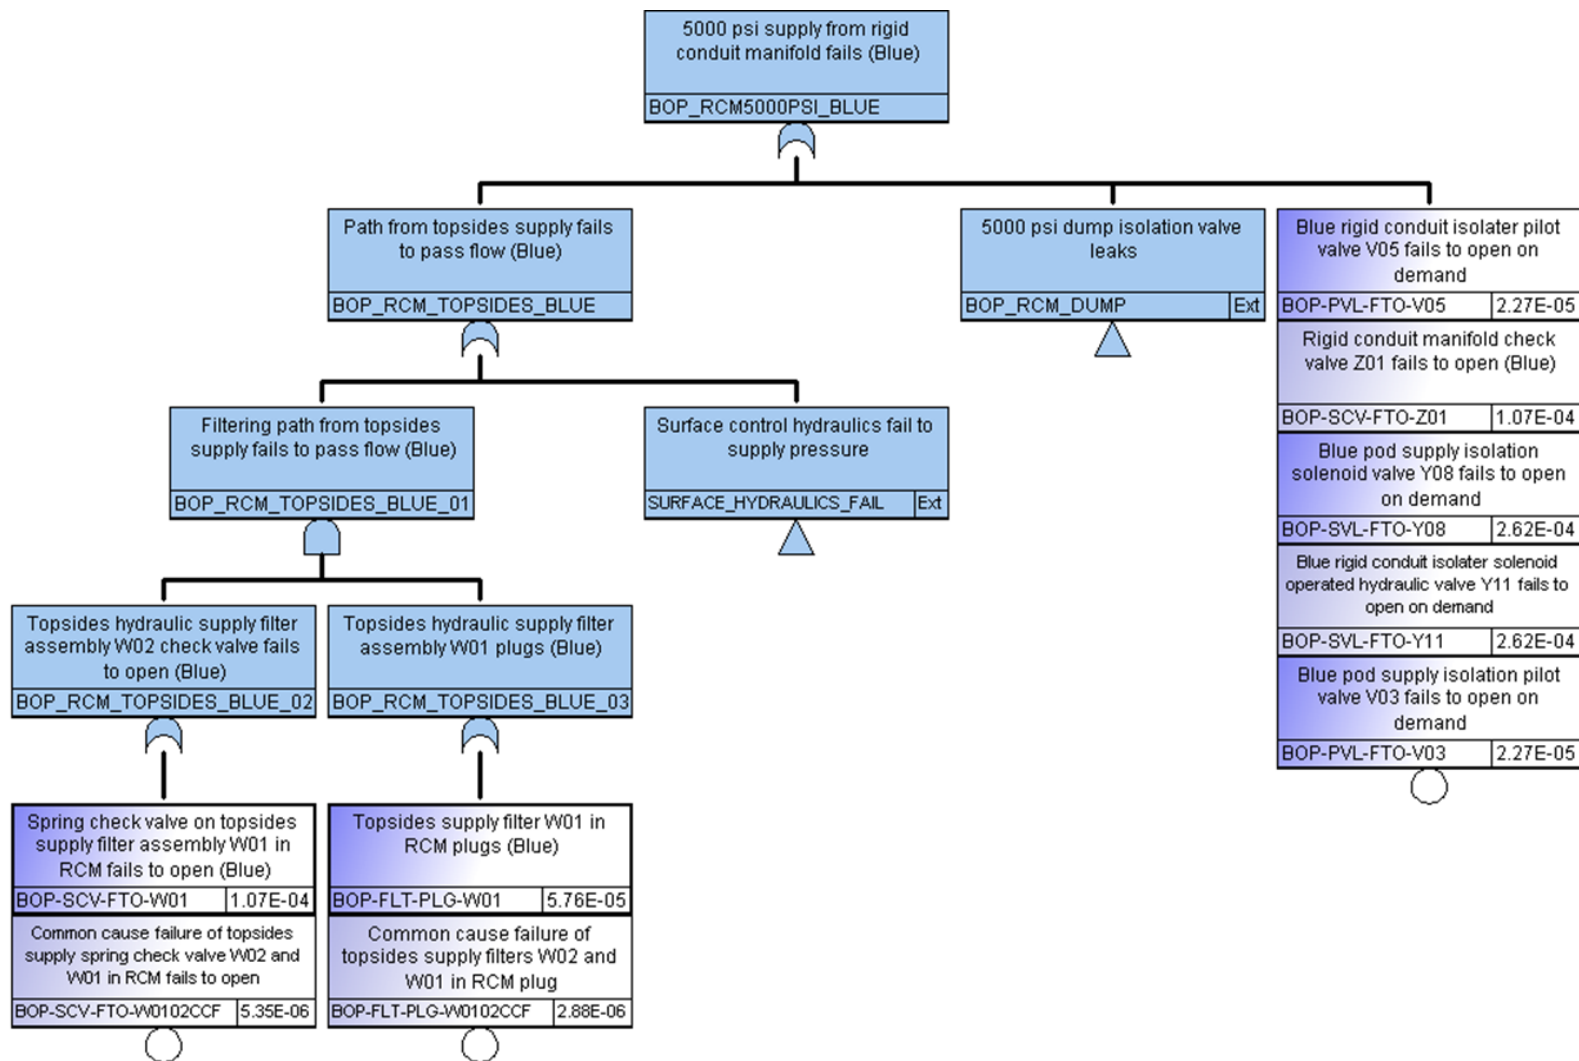 5000 psi supply from rigid
conduit manifold fails (Blue)
BOP_RCM5000PSI_BLUE
Path from topsides supply fails
to pass flow (Blue)
BOP_RCM_TOPSIDES_BLUE
5000 psi dump isolation valve
leaks
BOP_RCM_DUMP Ext
Blue rigid conduit isolater pilot
valve V05 fails to open on
demand
BOP-PVL-FTO-V05 2.27E-05
Rigid conduit manifold check
valve Z01 fails to open (Blue)
BOP-SCV-FTO-Z01 1.07E-04
Blue pod supply isolation
solenoid valve Y08 fails to open
on demand
BOP-SVL-FTO-Y08 2.62E-04
Blue rigid conduit isolater solenoid
operated hydraulic valve Y11 fails to
open on demand
BOP-SVL-FTO-Y11 2.62E-04
Blue pod supply isolation pilot
valve V03 fails to open on
demand
BOP-PVL-FTO-V03 2.27E-05
Filtering path from topsides
supply fails to pass flow (Blue)
BOP_RCM_TOPSIDES_BLUE_01
Surface control hydraulics fail to
supply pressure
SURFACE_HYDRAULICS_FAIL Ext
Topsides hydraulic supply filter
assembly W02 check valve fails
to open (Blue)
BOP_RCM_TOPSIDES_BLUE_02
Topsides hydraulic supply filter
assembly W01 plugs (Blue)
BOP_RCM_TOPSIDES_BLUE_03
Spring check valve on topsides
supply filter assembly W01 in
RCM fails to open (Blue)
BOP-SCV-FTO-W01 1.07E-04
Common cause failure of topsides
supply spring check valve W02 and
W01 in RCM fails to open
BOP-SCV-FTO-W0102CCF 5.35E-06
Topsides supply filter W01 in
RCM plugs (Blue)
BOP-FLT-PLG-W01 5.76E-05
Common cause failure of
topsides supply filters W02 and
W01 in RCM plug
BOP-FLT-PLG-W0102CCF 2.88E-06